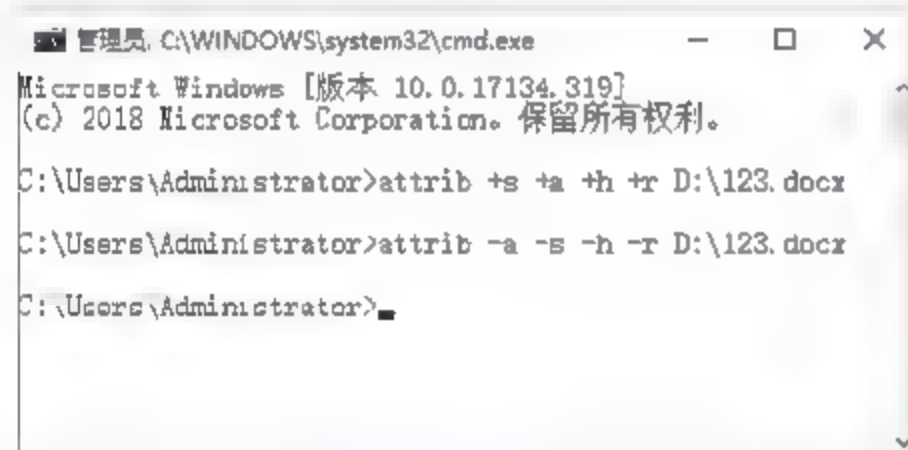 管理员: C:\WINDOWS\system32\cmd.exe
Microsoft Windows [版本 10.0.17134.319]
(c) 2018 Microsoft Corporation。保留所有权利。
C:\Users\Administrator>attrib +s +a +h +r D:\123.docx
C:\Users\Administrator>attrib -a -s -h -r D:\123.docx
C:\Users\Administrator>